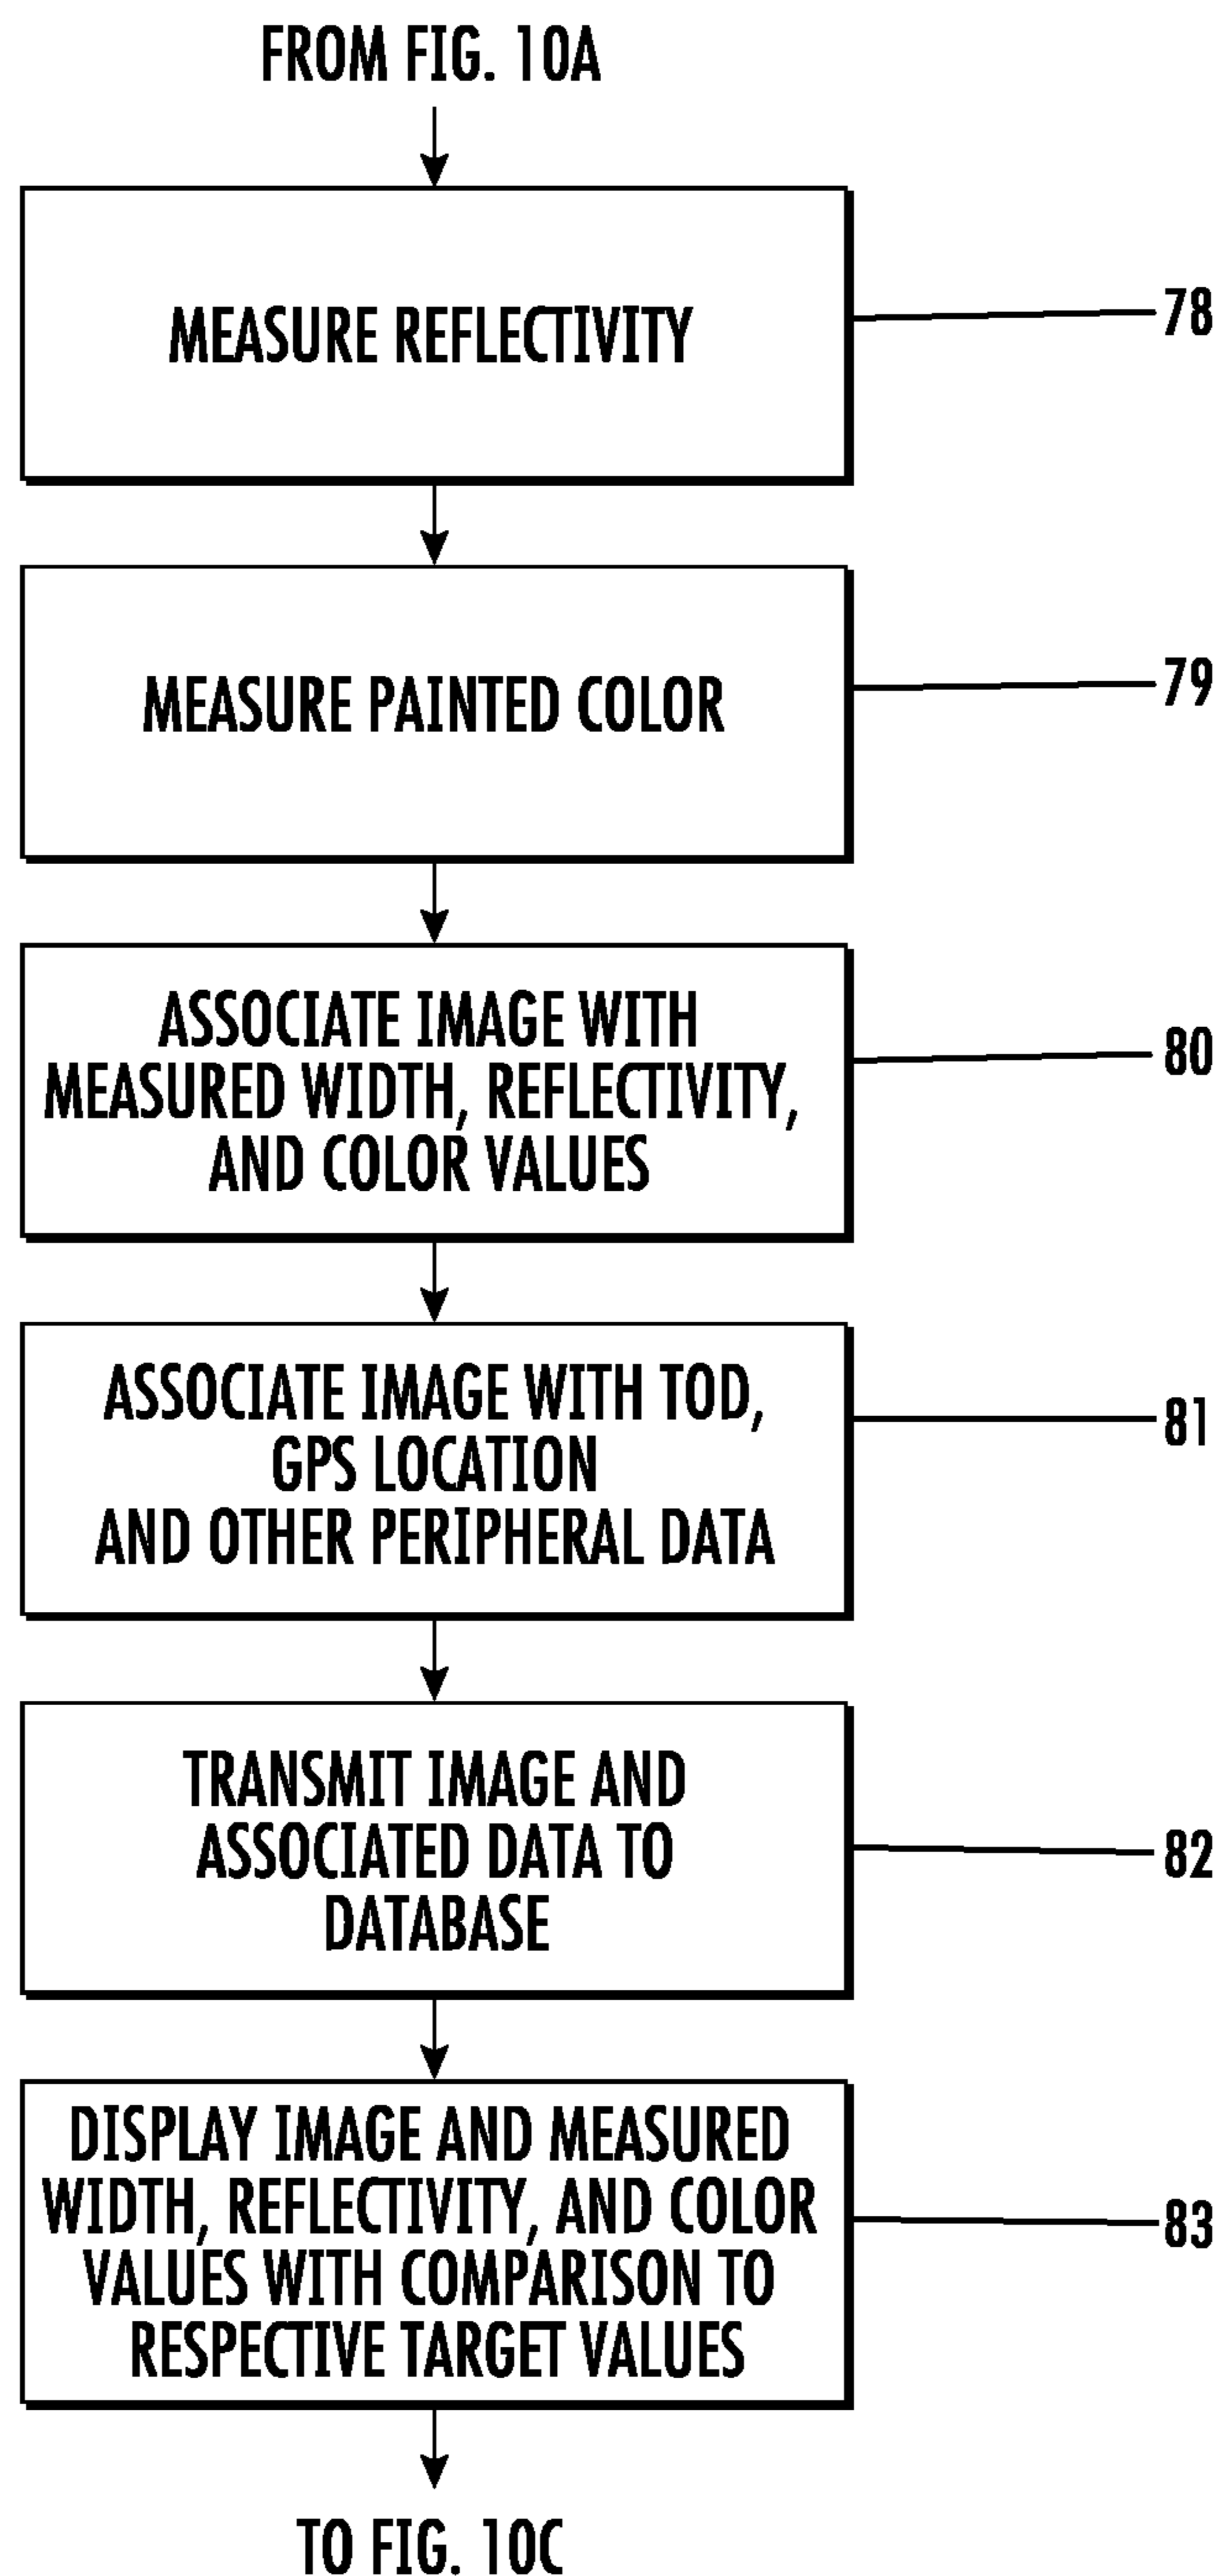 FROM FIG. 10A
MEASURE REFLECTIVITY
78
MEASURE PAINTED COLOR
79
ASSOCIATE IMAGE WITH
MEASURED WIDTH, REFLECTIVITY,
AND COLOR VALUES
80
ASSOCIATE IMAGE WITH TOD,
GPS LOCATION
AND OTHER PERIPHERAL DATA
81
TRANSMIT IMAGE AND
ASSOCIATED DATA TO
DATABASE
82
DISPLAY IMAGE AND MEASURED
WIDTH, REFLECTIVITY, AND COLOR
VALUES WITH COMPARISON TO
RESPECTIVE TARGET VALUES
83
TO FIG. 10C